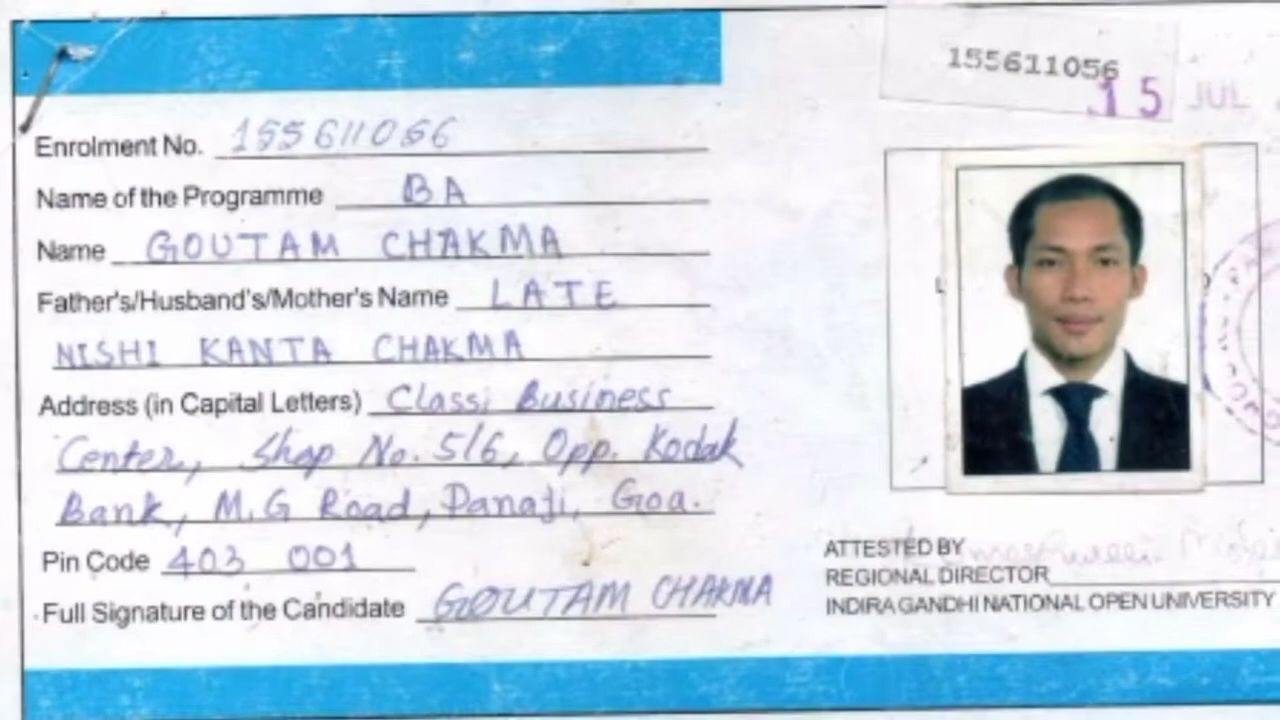 155611056
15 JUL
Enrolment No. 155611056
Name of the Programme BA
Name GOUTAM CHAKMA
Father's/Husband's/Mother's Name LATE
NISHI KANTA CHAKMA
Address (in Capital Letters) Classi Business
Center, Shop No. 5/6, Opp. Kodak
Bank, M.G Road, Panaji, Goa.
Pin Code 403 001
Full Signature of the Candidate GOUTAM CHAKMA
ATTESTED BY
REGIONAL DIRECTOR
INDIRA GANDHI NATIONAL OPEN UNIVERSITY